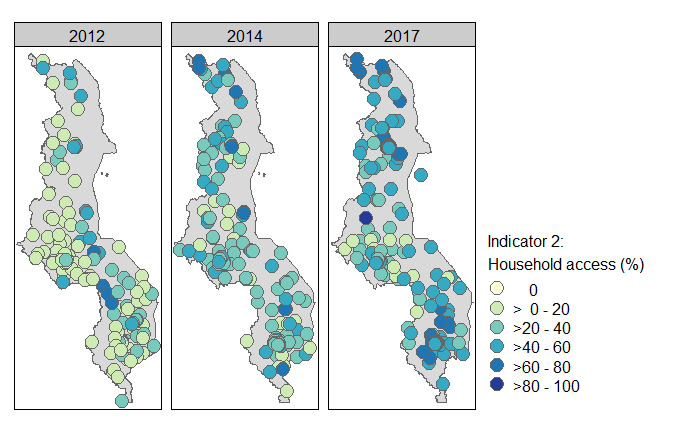 2012
2014
2017
Indicator 2:
Household access (%)
0
> 0 - 20
>20 - 40
>40 - 60
>60 - 80
>80 - 100